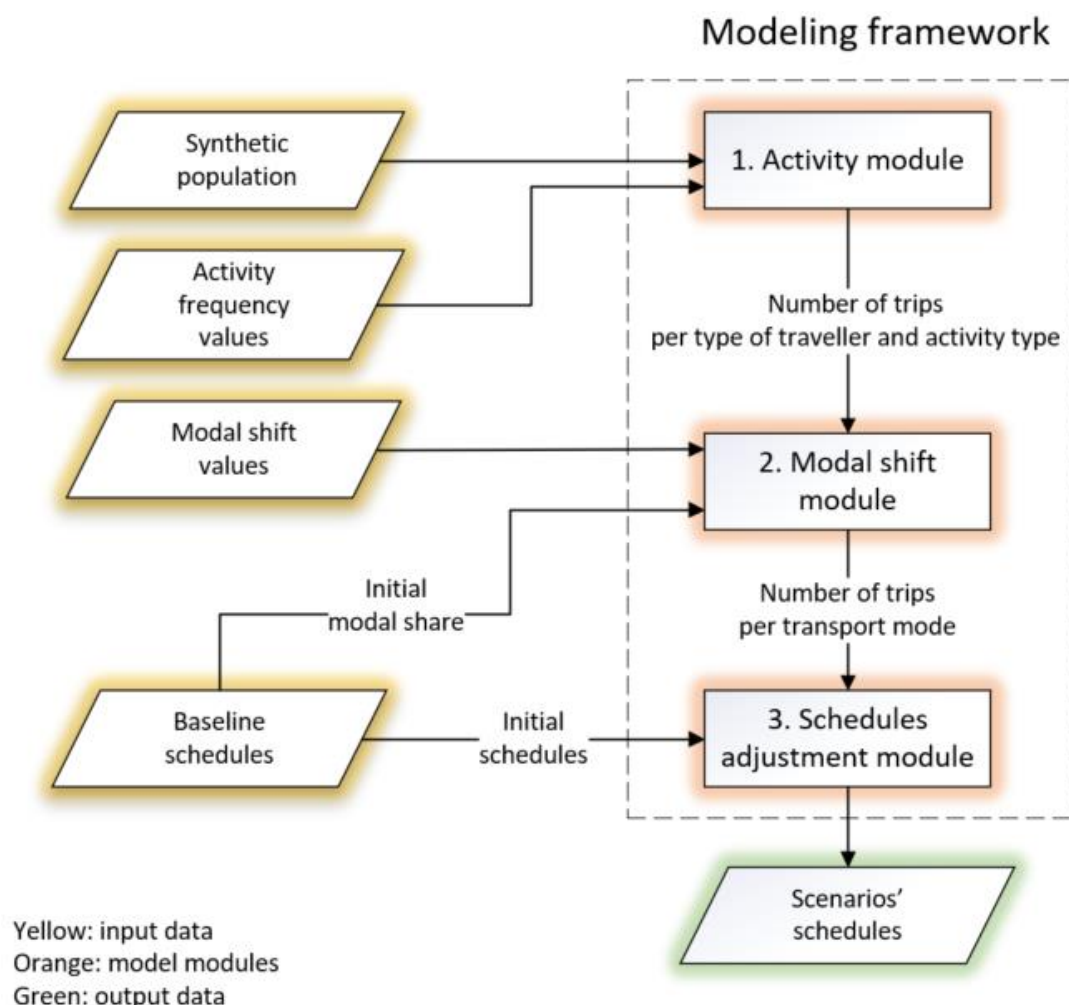 Modeling framework
Synthetic
population
1. Activity module
Activity
frequency
values
Number of trips
per type of traveller and activity type
Modal shift
values
2. Modal shift
module
Initial
modal share
Number of trips
per transport mode
Baseline
schedules
Initial
schedules
3. Schedules
adjustment module
Scenarios’
schedules
Yellow: input data
Orange: model modules
Green: output data